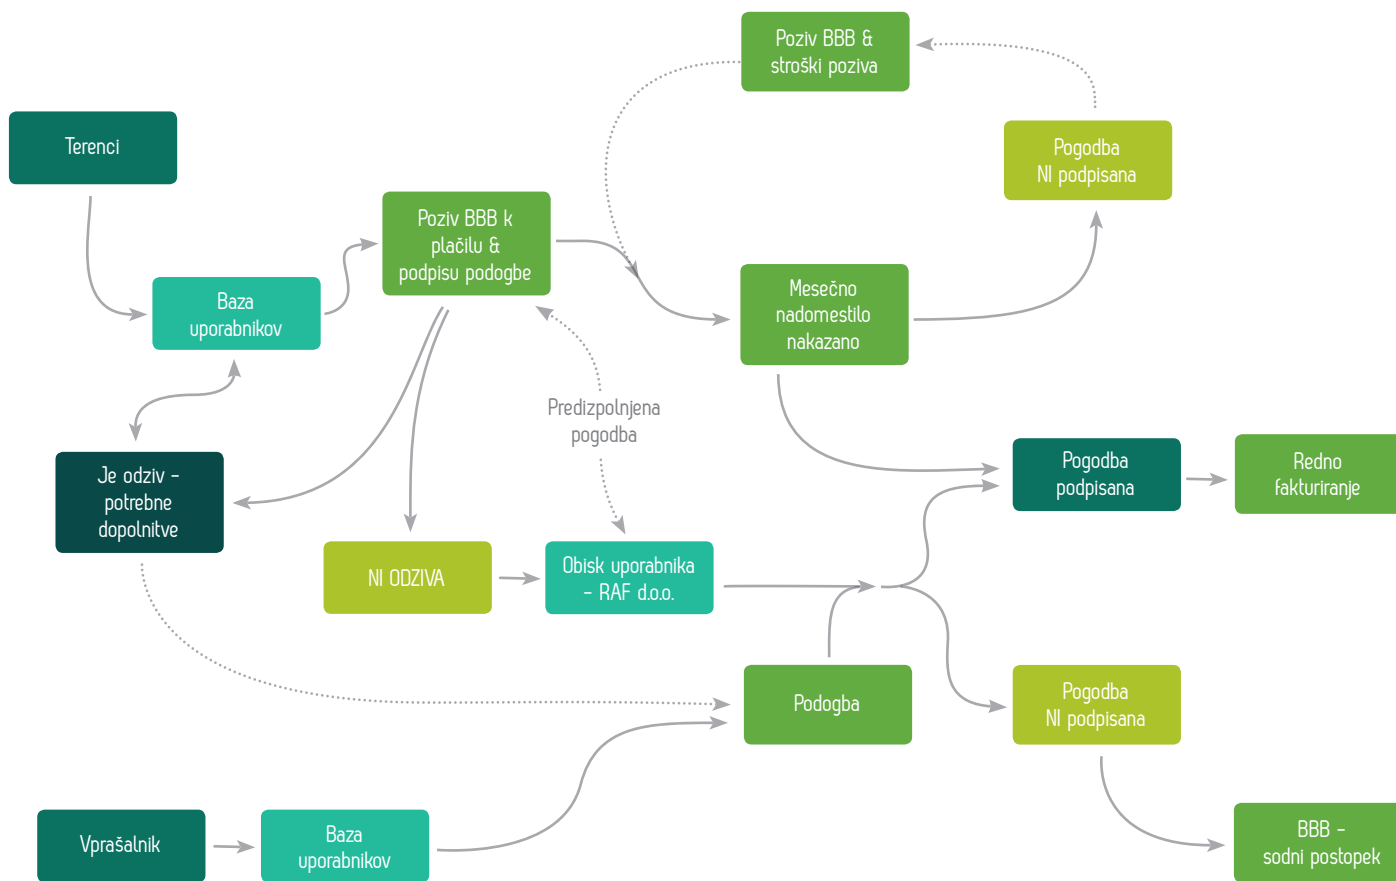 Poziv BBB &
stroški poziva
Terenci
Pogodba
NI podpisana
Poziv BBB k
plačilu &
podpisu podogbe
Baza
uporabnikov
Mesečno
nadomestilo
nakazano
Predizpolnjena
pogodba
Je odziv –
potrebne
dopolnitve
Pogodba
podpisana
Redno
fakturiranje
NI ODZIVA
Obisk uporabnika
– RAF d.o.o.
Podogba
Pogodba
NI podpisana
Vprašalnik
Baza
uporabnikov
BBB –
sodni postopek